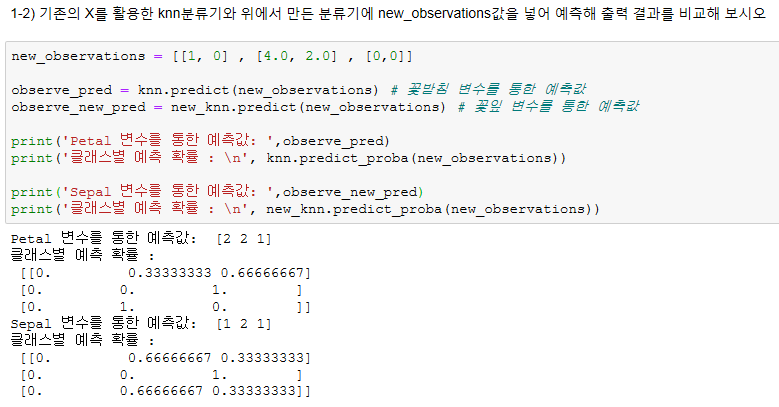 1-2) 기존의 X를 활용한 knn분류기와 위에서 만든 분류기에 new_observations값을 넣어 예측해 출력 결과를 비교해 보시오
new_observations = [[1, 0] , [4.0, 2.0] , [0,0]]
observe_pred = knn.predict(new_observations) # 꽃받침 변수를 통한 예측값
observe_new_pred = new_knn.predict(new_observations) # 꽃잎 변수를 통한 예측값
print('Petal 변수를 통한 예측값: ',observe_pred)
print('클래스별 예측 확률 : \n', knn.predict_proba(new_observations))
print('Sepal 변수를 통한 예측값: ',observe_new_pred)
print('클래스별 예측 확률 : \n', new_knn.predict_proba(new_observations))
Petal 변수를 통한 예측값:  [2 2 1]
클래스별 예측 확률 :
[[0.         0.33333333 0.66666667]
[0.         0.         1.        ]
[0.         1.         0.        ]]
Sepal 변수를 통한 예측값:  [1 2 1]
클래스별 예측 확률 :
[[0.         0.66666667 0.33333333]
[0.         0.         1.        ]
[0.         0.66666667 0.33333333]]